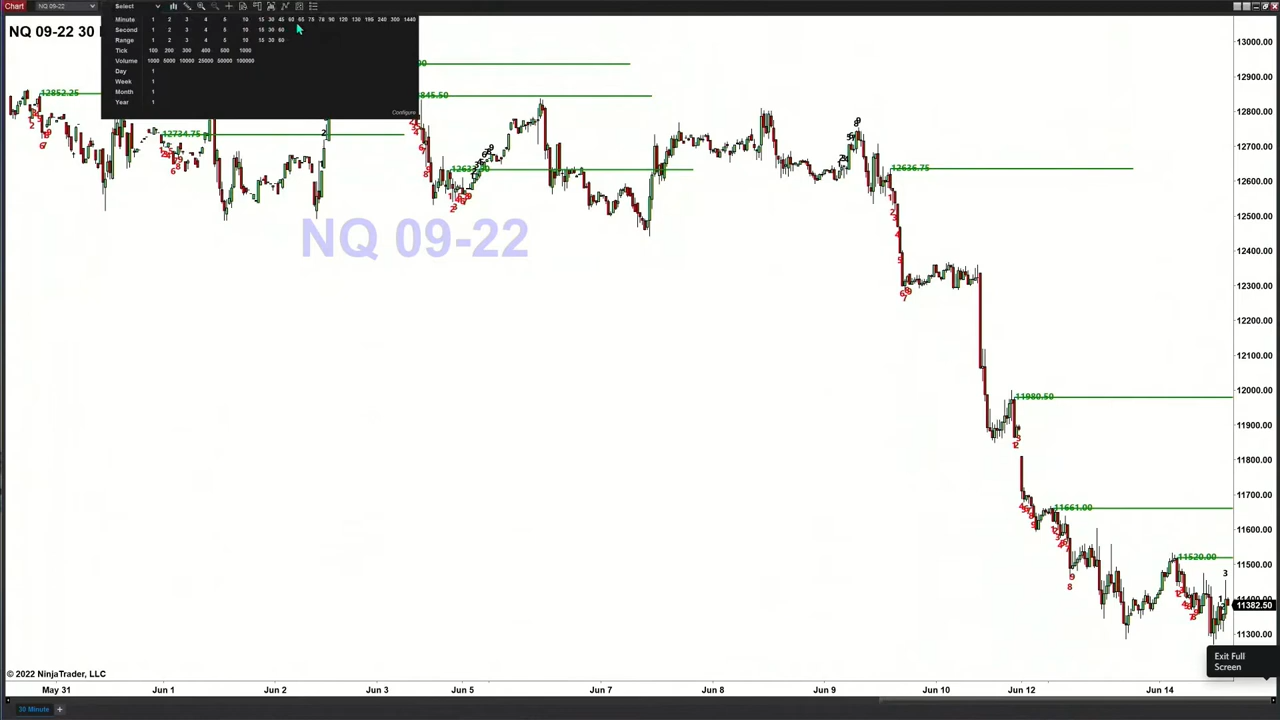 Chart NQ 09-22 Select
NQ 09-22 30
Minute 1 2 3 4 5 10 15 30 45 60 65 75 78 90 120 130 195 240 300 1440
Second 1 2 3 4 5 10 15 30 60
Range 1 2 3 4 5 10 15 30 60
Tick 100 200 300 400 500 1000
Volume 1000 5000 10000 25000 50000 100000
Day 1
Week 1
Month 1
Year 1
Configure
12852.25
12734.75
845.50
12636.75
NQ 09-22
11980.50
11661.00
11520.00
13000.00
12900.00
12800.00
12700.00
12600.00
12500.00
12400.00
12300.00
12200.00
12100.00
12000.00
11900.00
11800.00
11700.00
11600.00
11500.00
11400.00
11382.50
11300.00
Exit Full
Screen
© 2022 NinjaTrader, LLC
May 31 Jun 1 Jun 2 Jun 3 Jun 5 Jun 7 Jun 8 Jun 9 Jun 10 Jun 12 Jun 14
30 Minute +